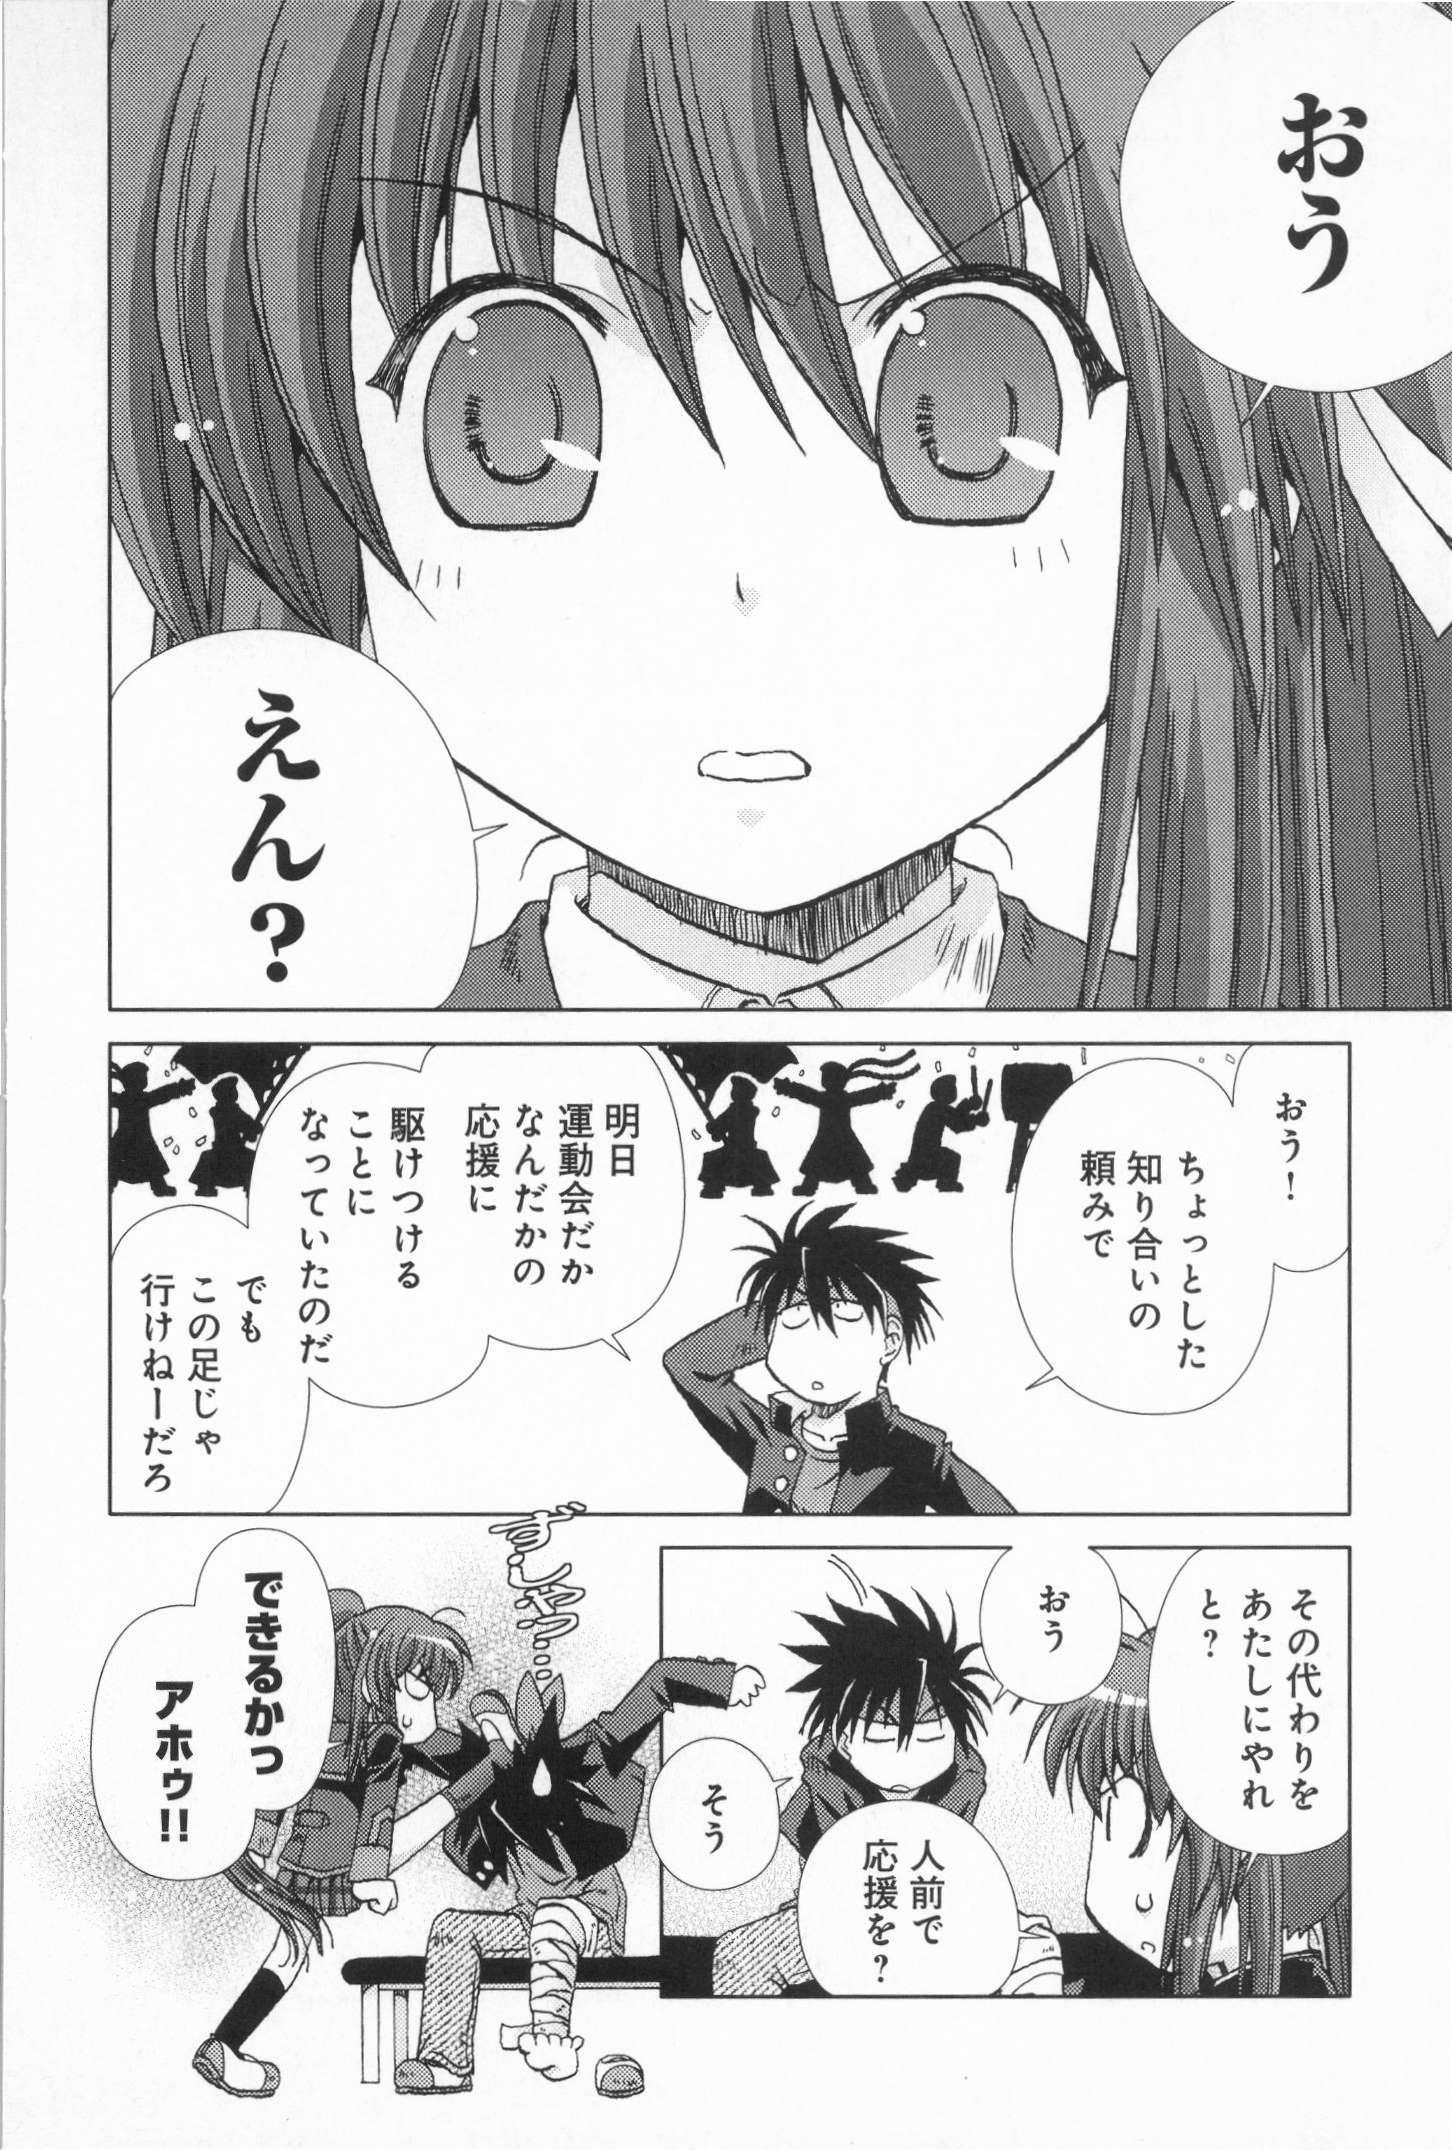 おう
えん?
おう!
ちょっとした
知り合いの
頼みで
明日
運動会だか
なんだかの
応援に
駆けつける
ことに
なっていたのだ
でも
この足じゃ
行けねーだろ
その代わりを
あたしにやれ
と?
おう
人前で
応援を?
そう
ずしゃっ…
できるかっ
アホゥ!!